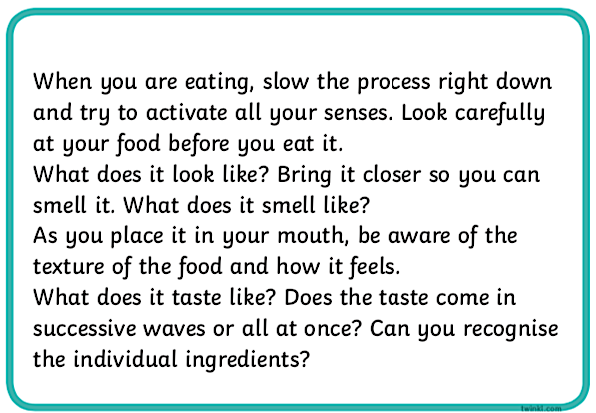 When you are eating, slow the process right down
and try to activate all your senses. Look carefully
at your food before you eat it.
What does it look like? Bring it closer so you can
smell it. What does it smell like?
As you place it in your mouth, be aware of the
texture of the food and how it feels.
What does it taste like? Does the taste come in
successive waves or all at once? Can you recognise
the individual ingredients?
twinkl.com